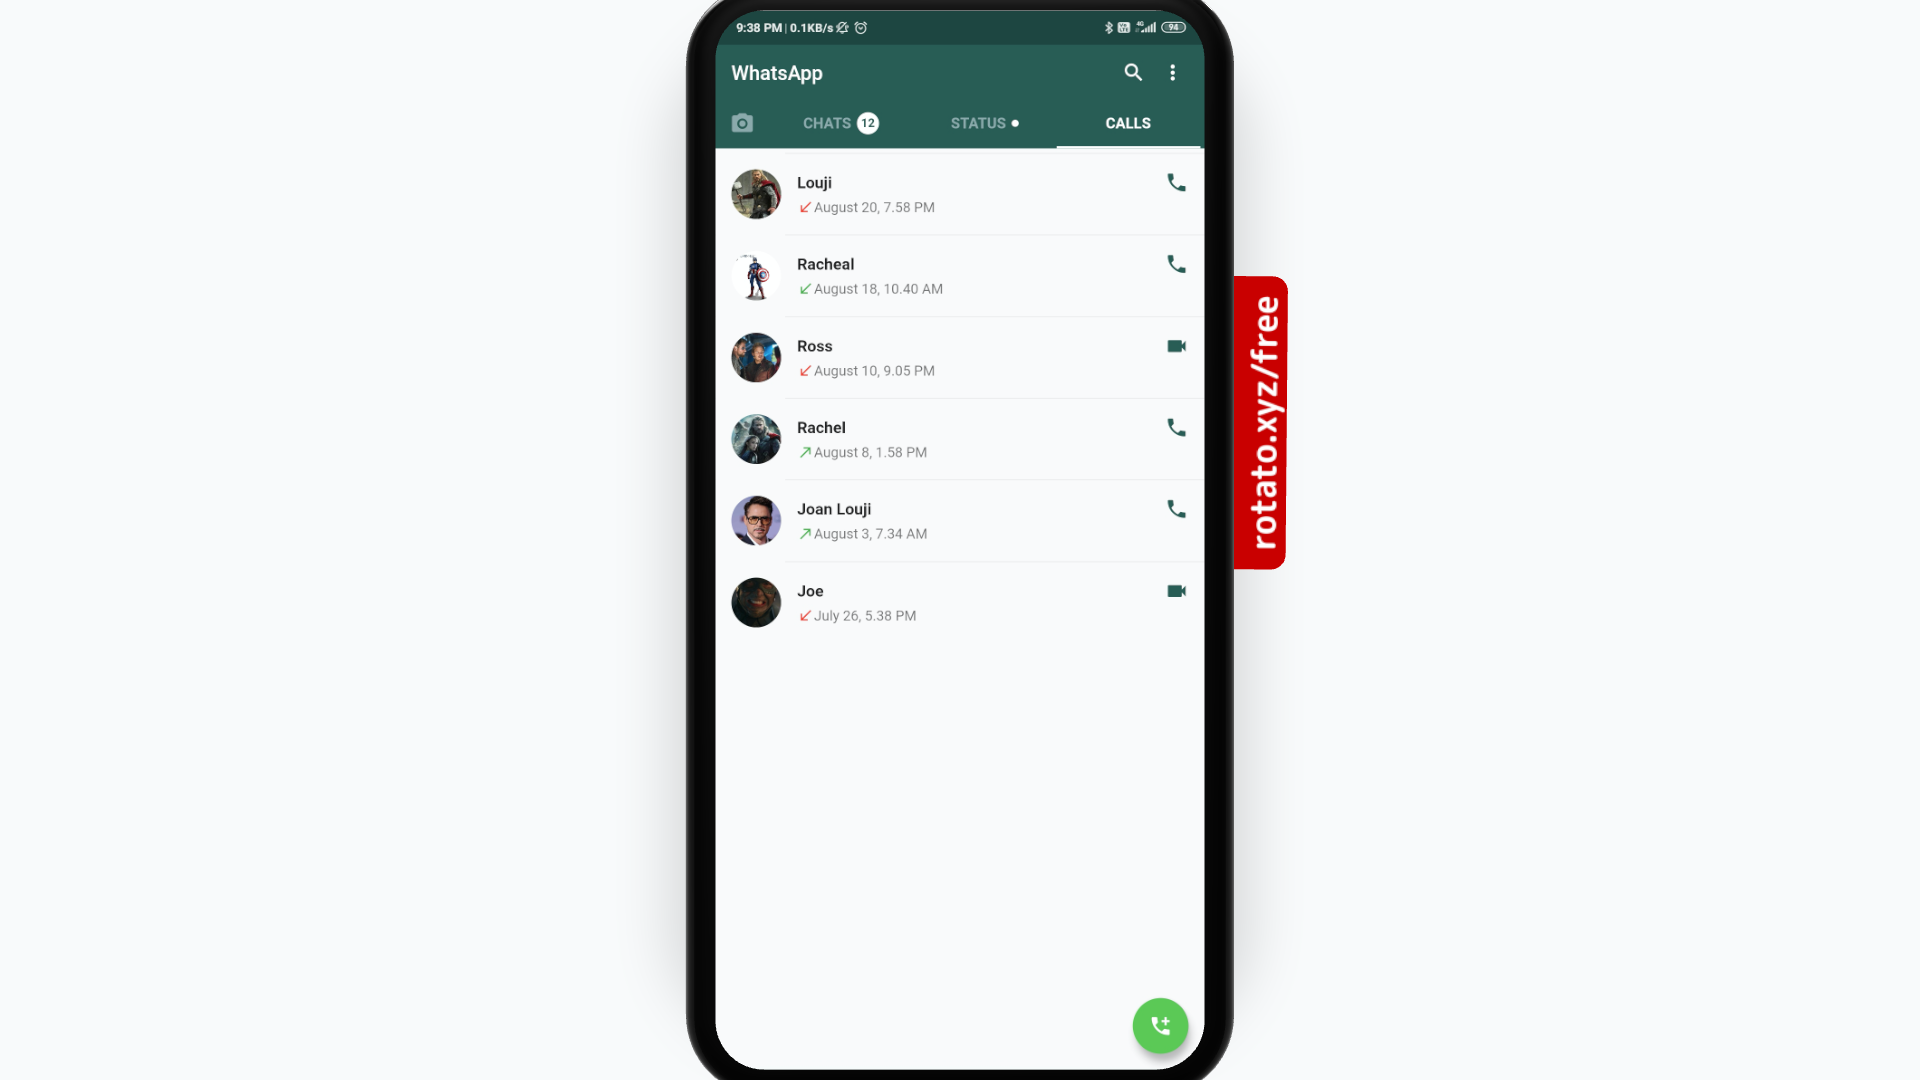 9:38 PM | 0.1KB/s
4G
94
WhatsApp
CHATS 12
STATUS
CALLS
Louji
August 20, 7.58 PM
Racheal
August 18, 10.40 AM
Ross
August 10, 9.05 PM
Rachel
August 8, 1.58 PM
Joan Louji
August 3, 7.34 AM
Joe
July 26, 5.38 PM
rotato.xyz/free